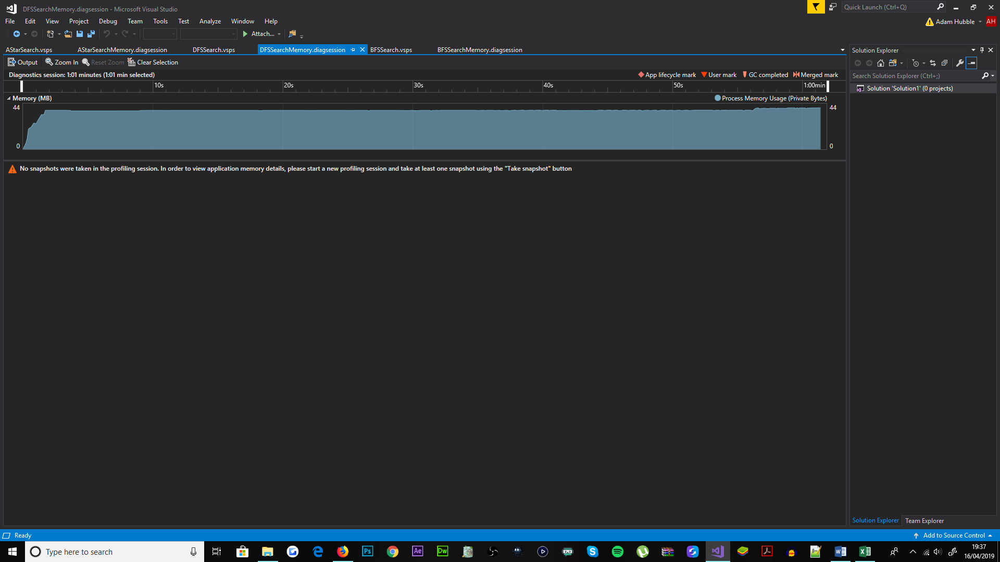 DFSSearchMemory.diagsession - Microsoft Visual Studio
Quick Launch (Ctrl+Q)
File Edit View Project Debug Team Tools Test Analyze Window Help
Adam Hubble AH
Attach...
AStarSearch.vsps AStarSearchMemory.diagsession DFSSearch.vsps DFSSearchMemory.diagsession BFSSearch.vsps BFSSearchMemory.diagsession
Solution Explorer
Output Zoom In Reset Zoom Clear Selection
Diagnostics session: 1:01 minutes (1:01 min selected)
App lifecycle mark User mark GC completed Merged mark
Search Solution Explorer (Ctrl+;)
10s 20s 30s 40s 50s 1:00min
Solution 'Solution1' (0 projects)
Memory (MB)
Process Memory Usage (Private Bytes)
44 44
0 0
No snapshots were taken in the profiling session. In order to view application memory details, please start a new profiling session and take at least one snapshot using the "Take snapshot" button
Solution Explorer Team Explorer
Ready
Add to Source Control
Type here to search
Ps Ae Dw
19:37
16/04/2019